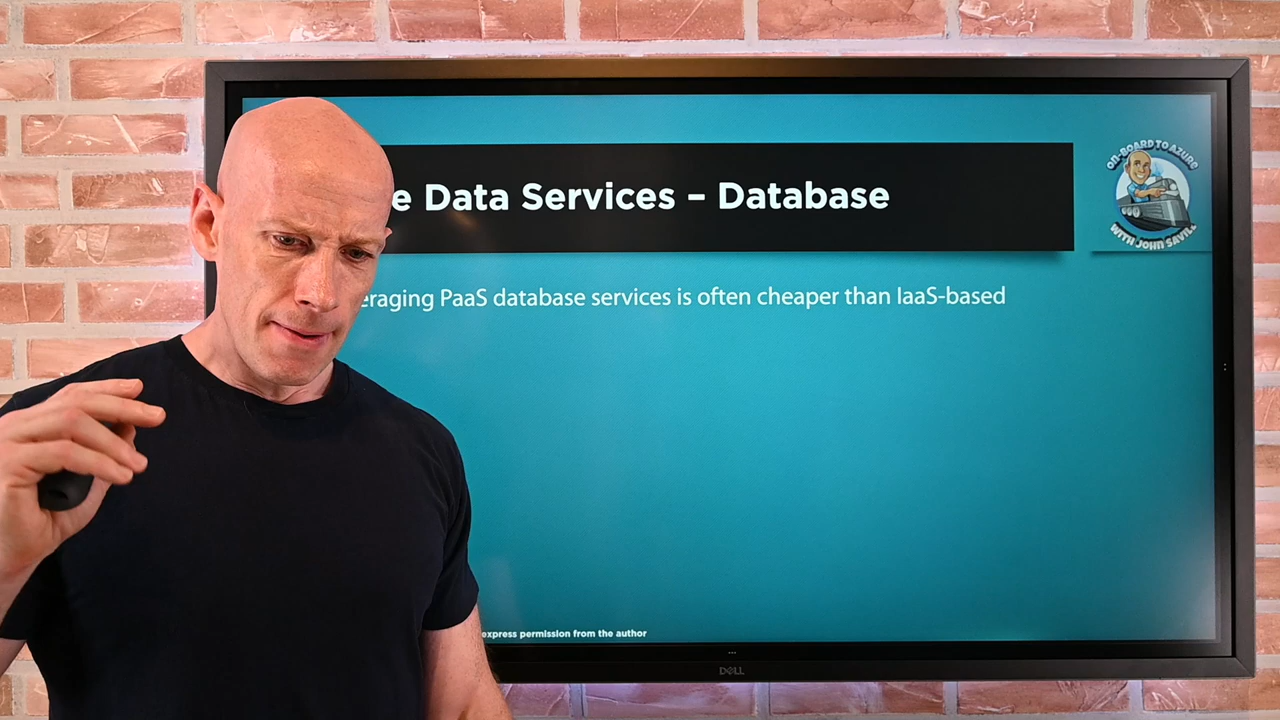 e Data Services – Database
ON-BOARD TO AZURE
WITH JOHN SAVILL
eraging PaaS database services is often cheaper than IaaS-based
express permission from the author
DELL